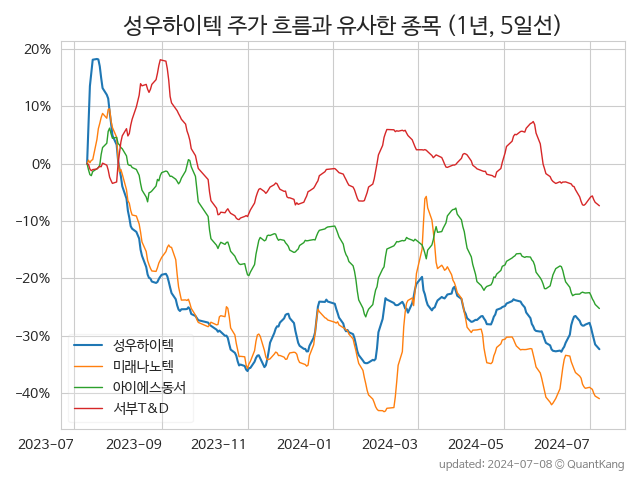 성우하이텍 주가 흐름과 유사한 종목 (1년, 5일선)
20%
10%
0%
−10%
−20%
−30%
−40%
성우하이텍
미래나노텍
아이에스동서
서부T&D
2023-07
2023-09
2023-11
2024-01
2024-03
2024-05
2024-07
updated: 2024-07-08 © QuantKang